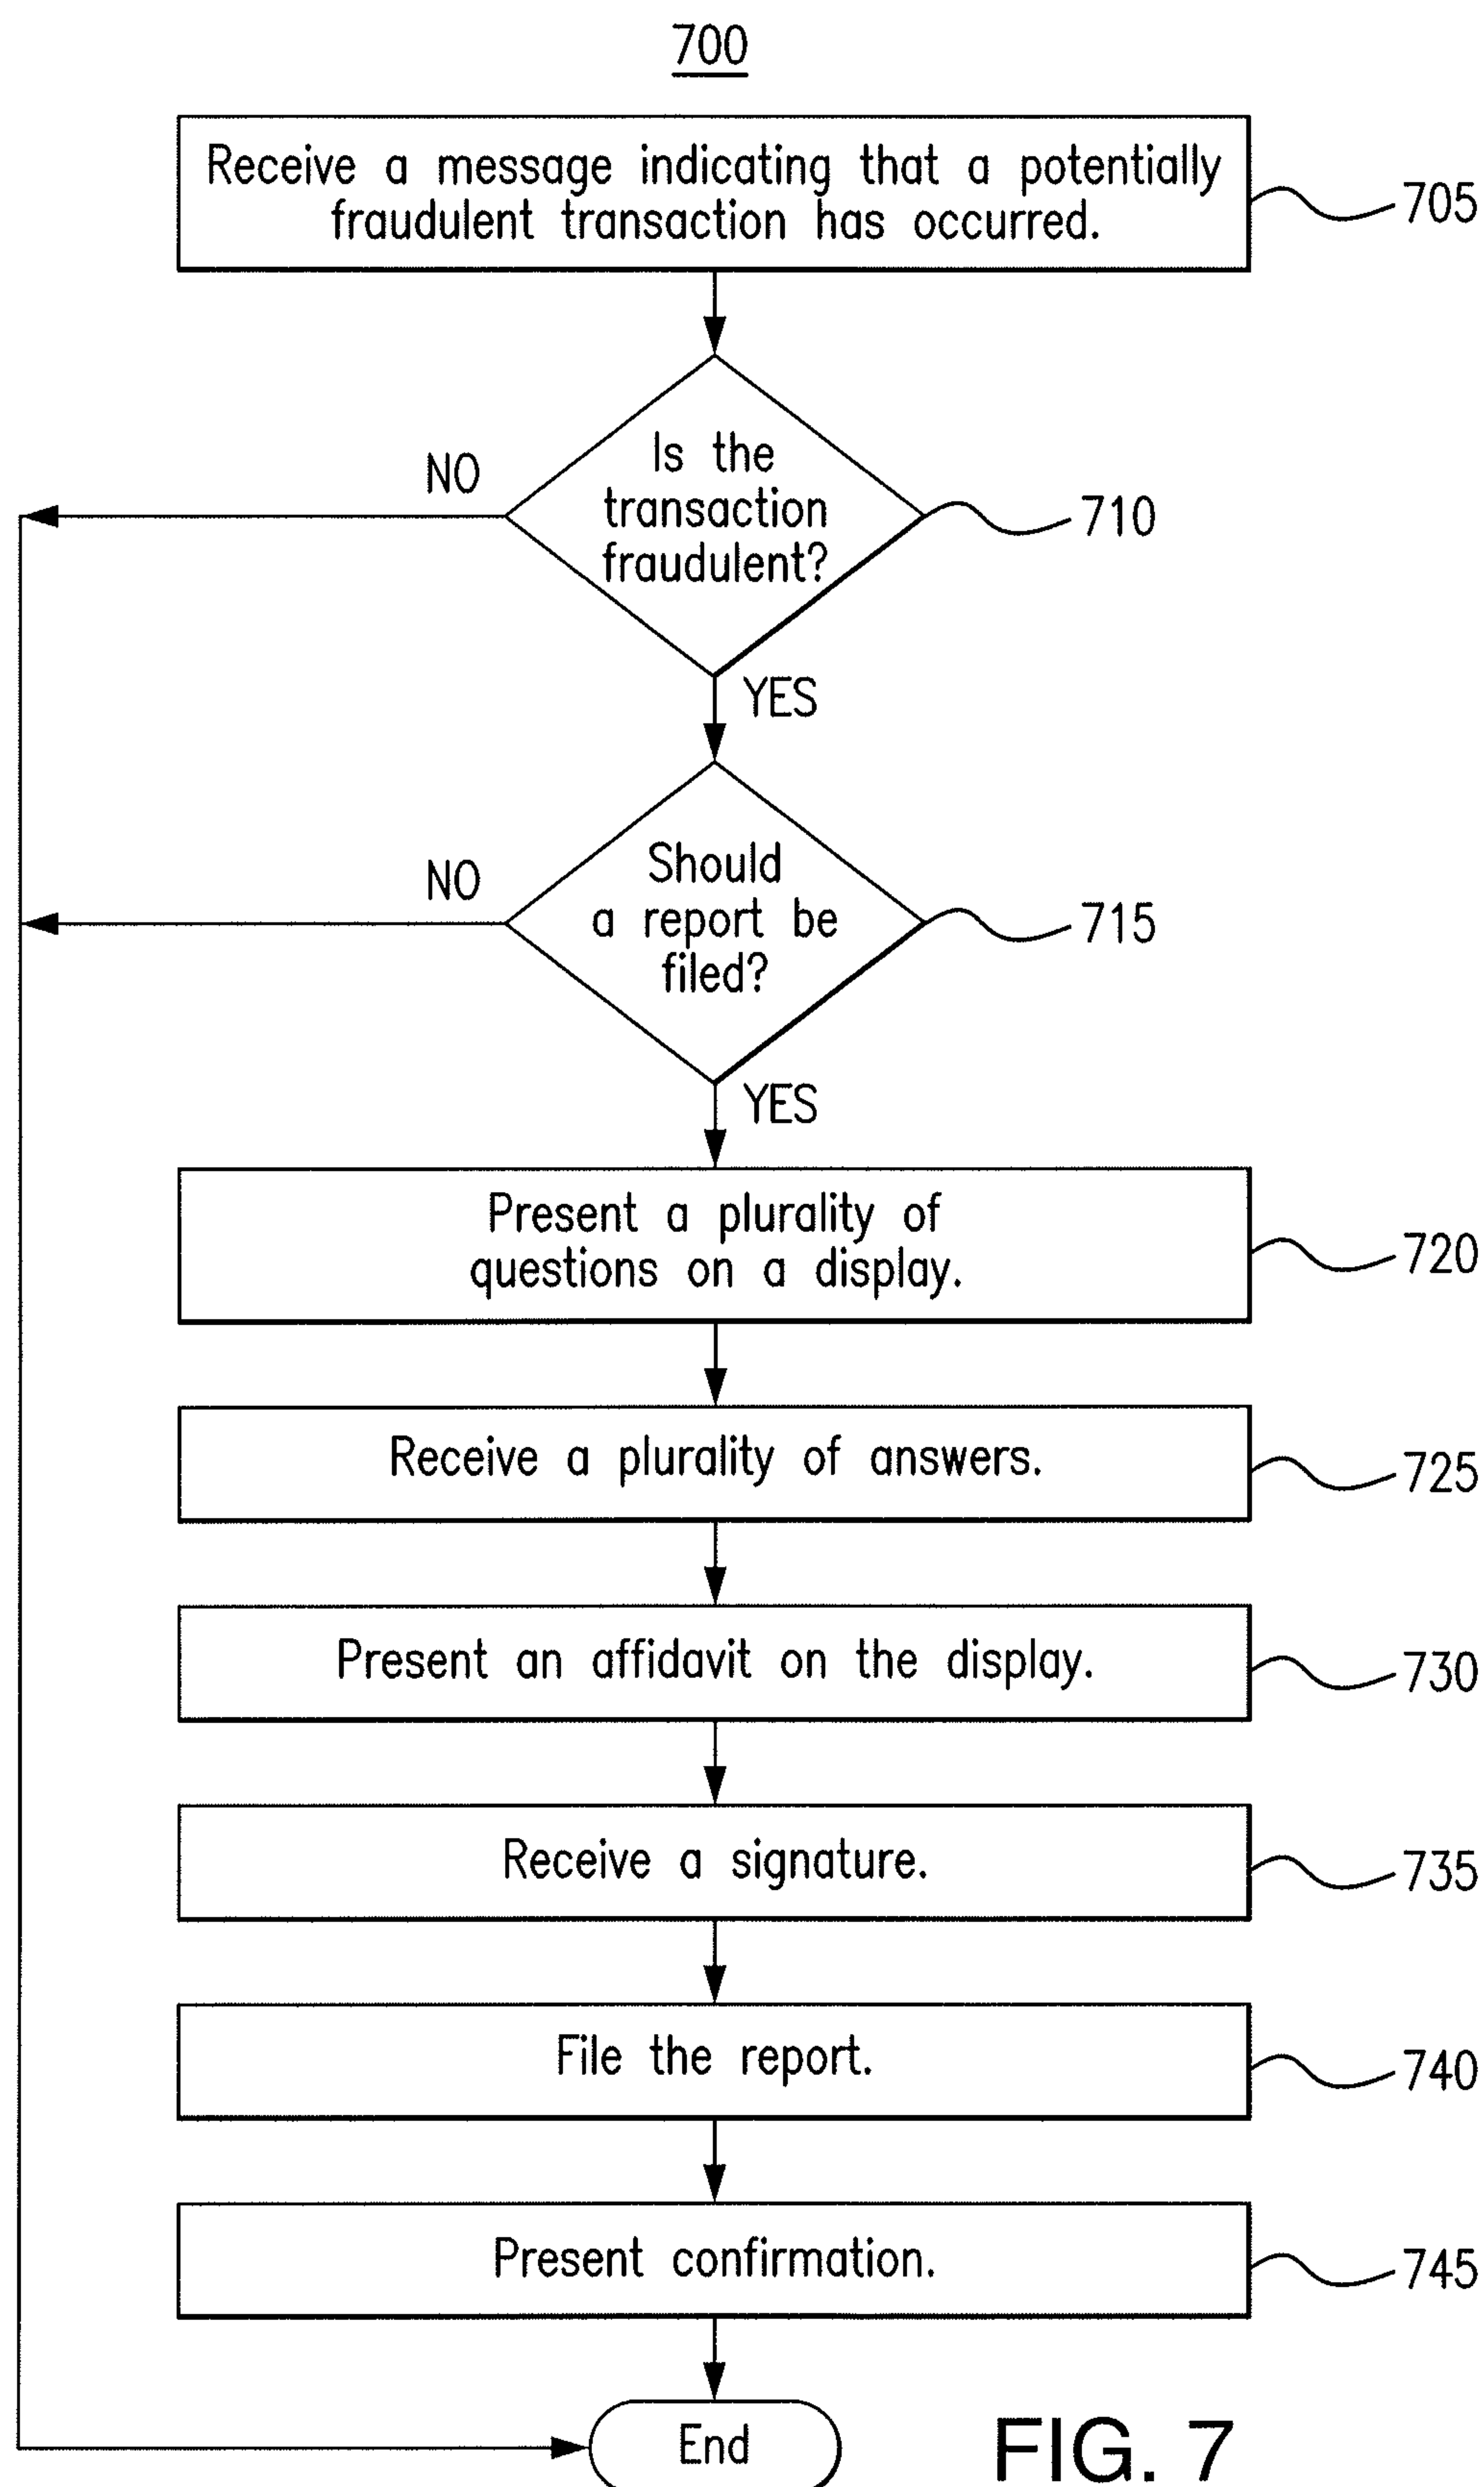 700
Receive a message indicating that a potentially
fraudulent transaction has occurred.
705
Is the
transaction
fraudulent?
710
NO
YES
Should
a report be
filed?
715
NO
YES
Present a plurality of
questions on a display.
720
Receive a plurality of answers.
725
Present an affidavit on the display.
730
Receive a signature.
735
File the report.
740
Present confirmation.
745
End
FIG. 7